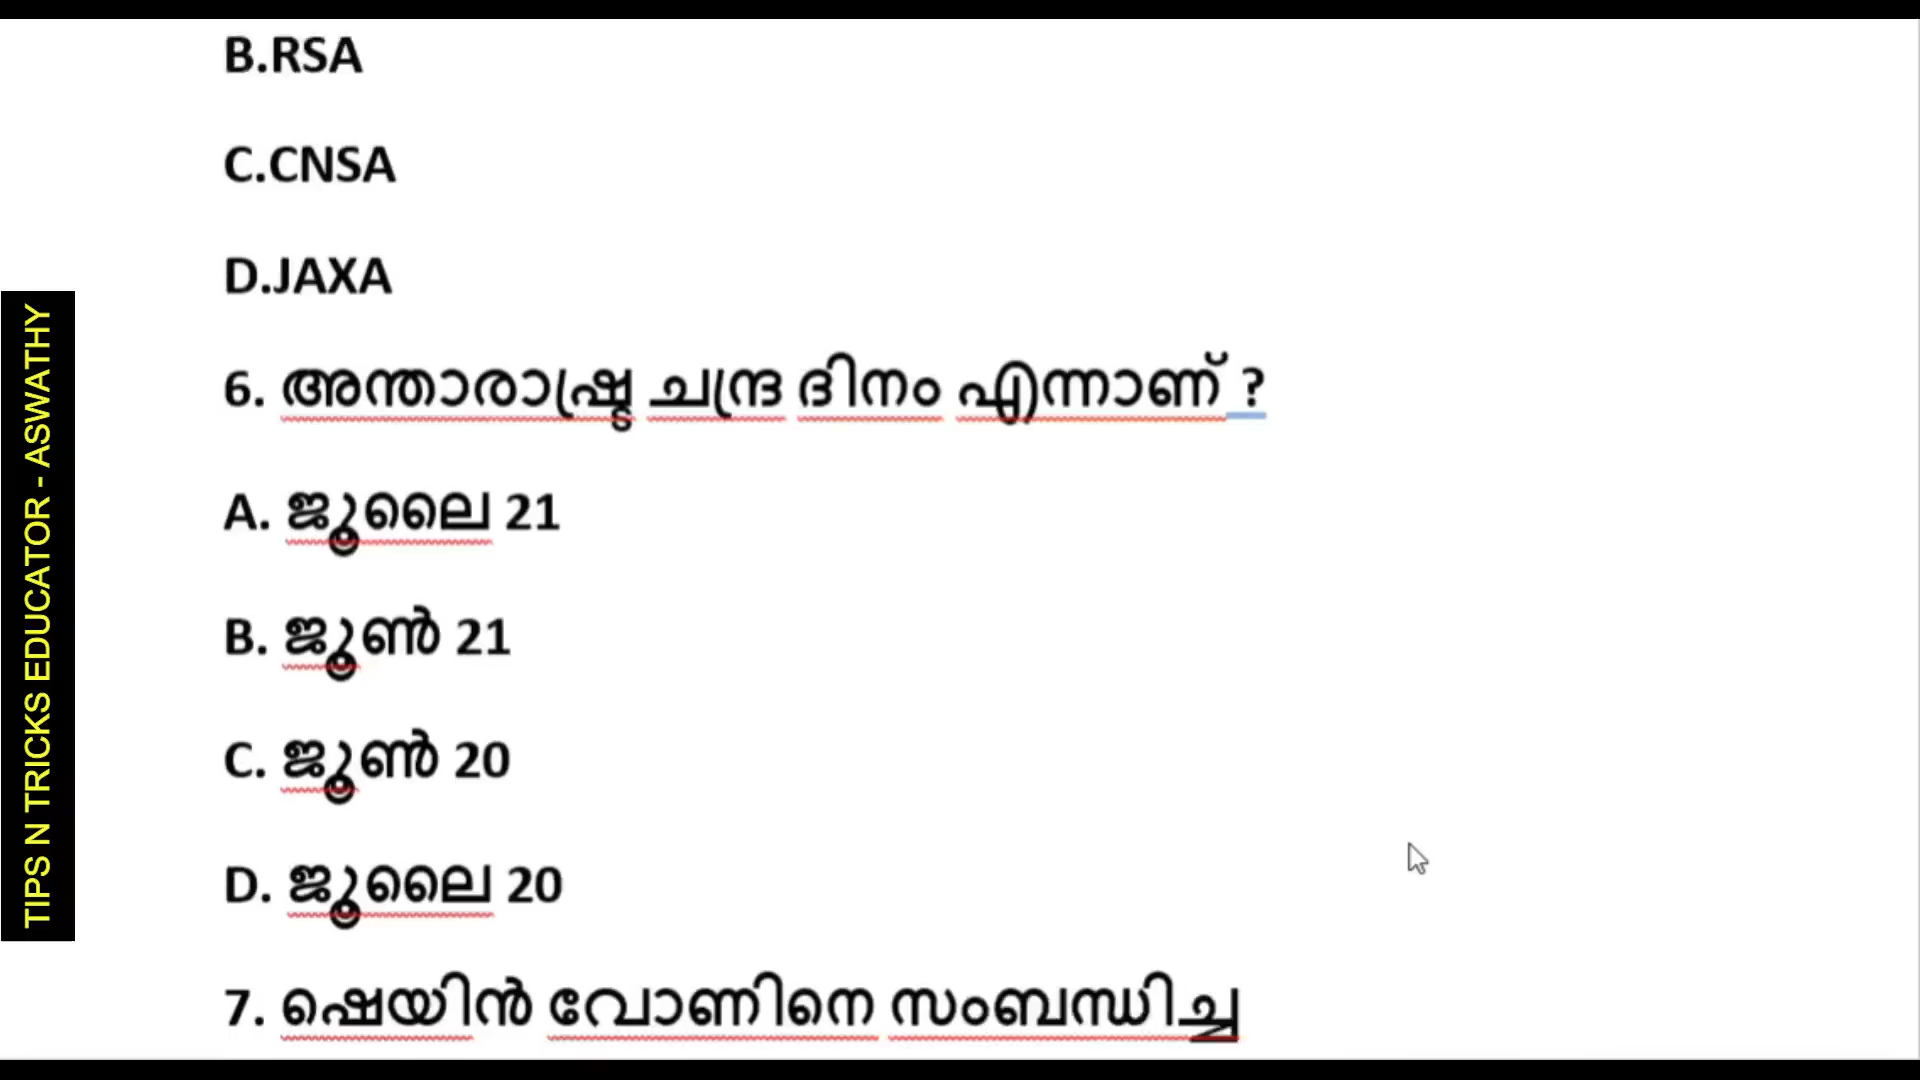 B.RSA
C.CNSA
D.JAXA
6. അന്താരാഷ്ട്ര ചന്ദ്ര ദിനം എന്നാണ് ?
A. ജൂലൈ 21
B. ജൂൺ 21
C. ജൂൺ 20
D. ജൂലൈ 20
7. ഷെയിൻ വോണിനെ സംബന്ധിച്ച
TIPS N TRICKS EDUCATOR - ASWATHY